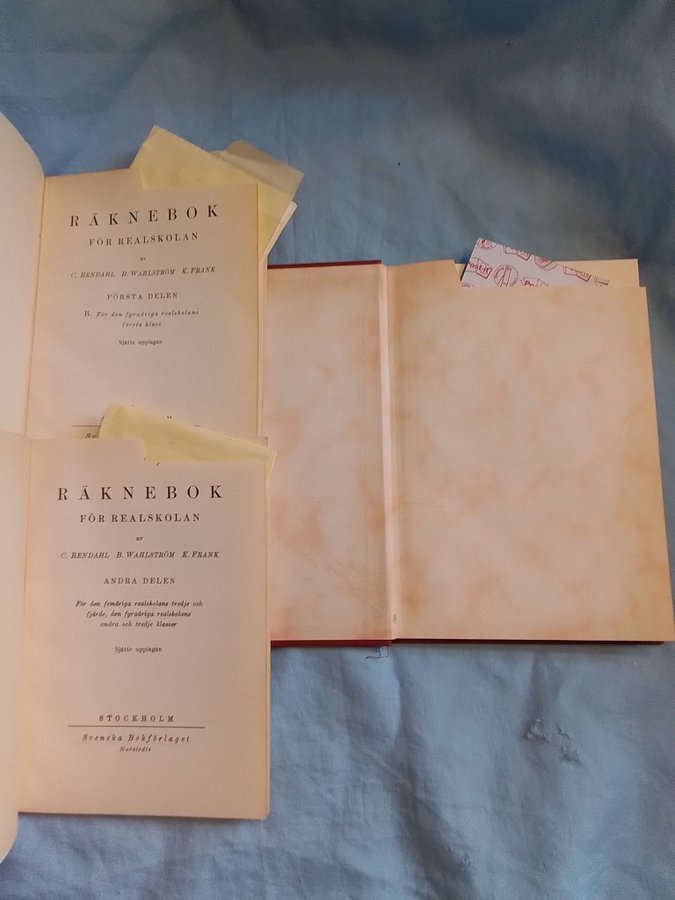 RÄKNEBOK
FÖR REALSKOLAN
AV
C. RENDAHL B. WAHLSTRÖM K. FRANK
FÖRSTA DELEN
B. För den fyraåriga realskolans
första klass
Sjätte upplagan
M
RÄKNEBOK
FÖR REALSKOLAN
AV
C. RENDAHL B. WAHLSTRÖM K. FRANK
ANDRA DELEN
För den femåriga realskolans tredje och
fjärde, den fyraåriga realskolans
andra och tredje klasser
Sjätte upplagan
STOCKHOLM
Svenska Bokförlaget
Norstedts
Post-it